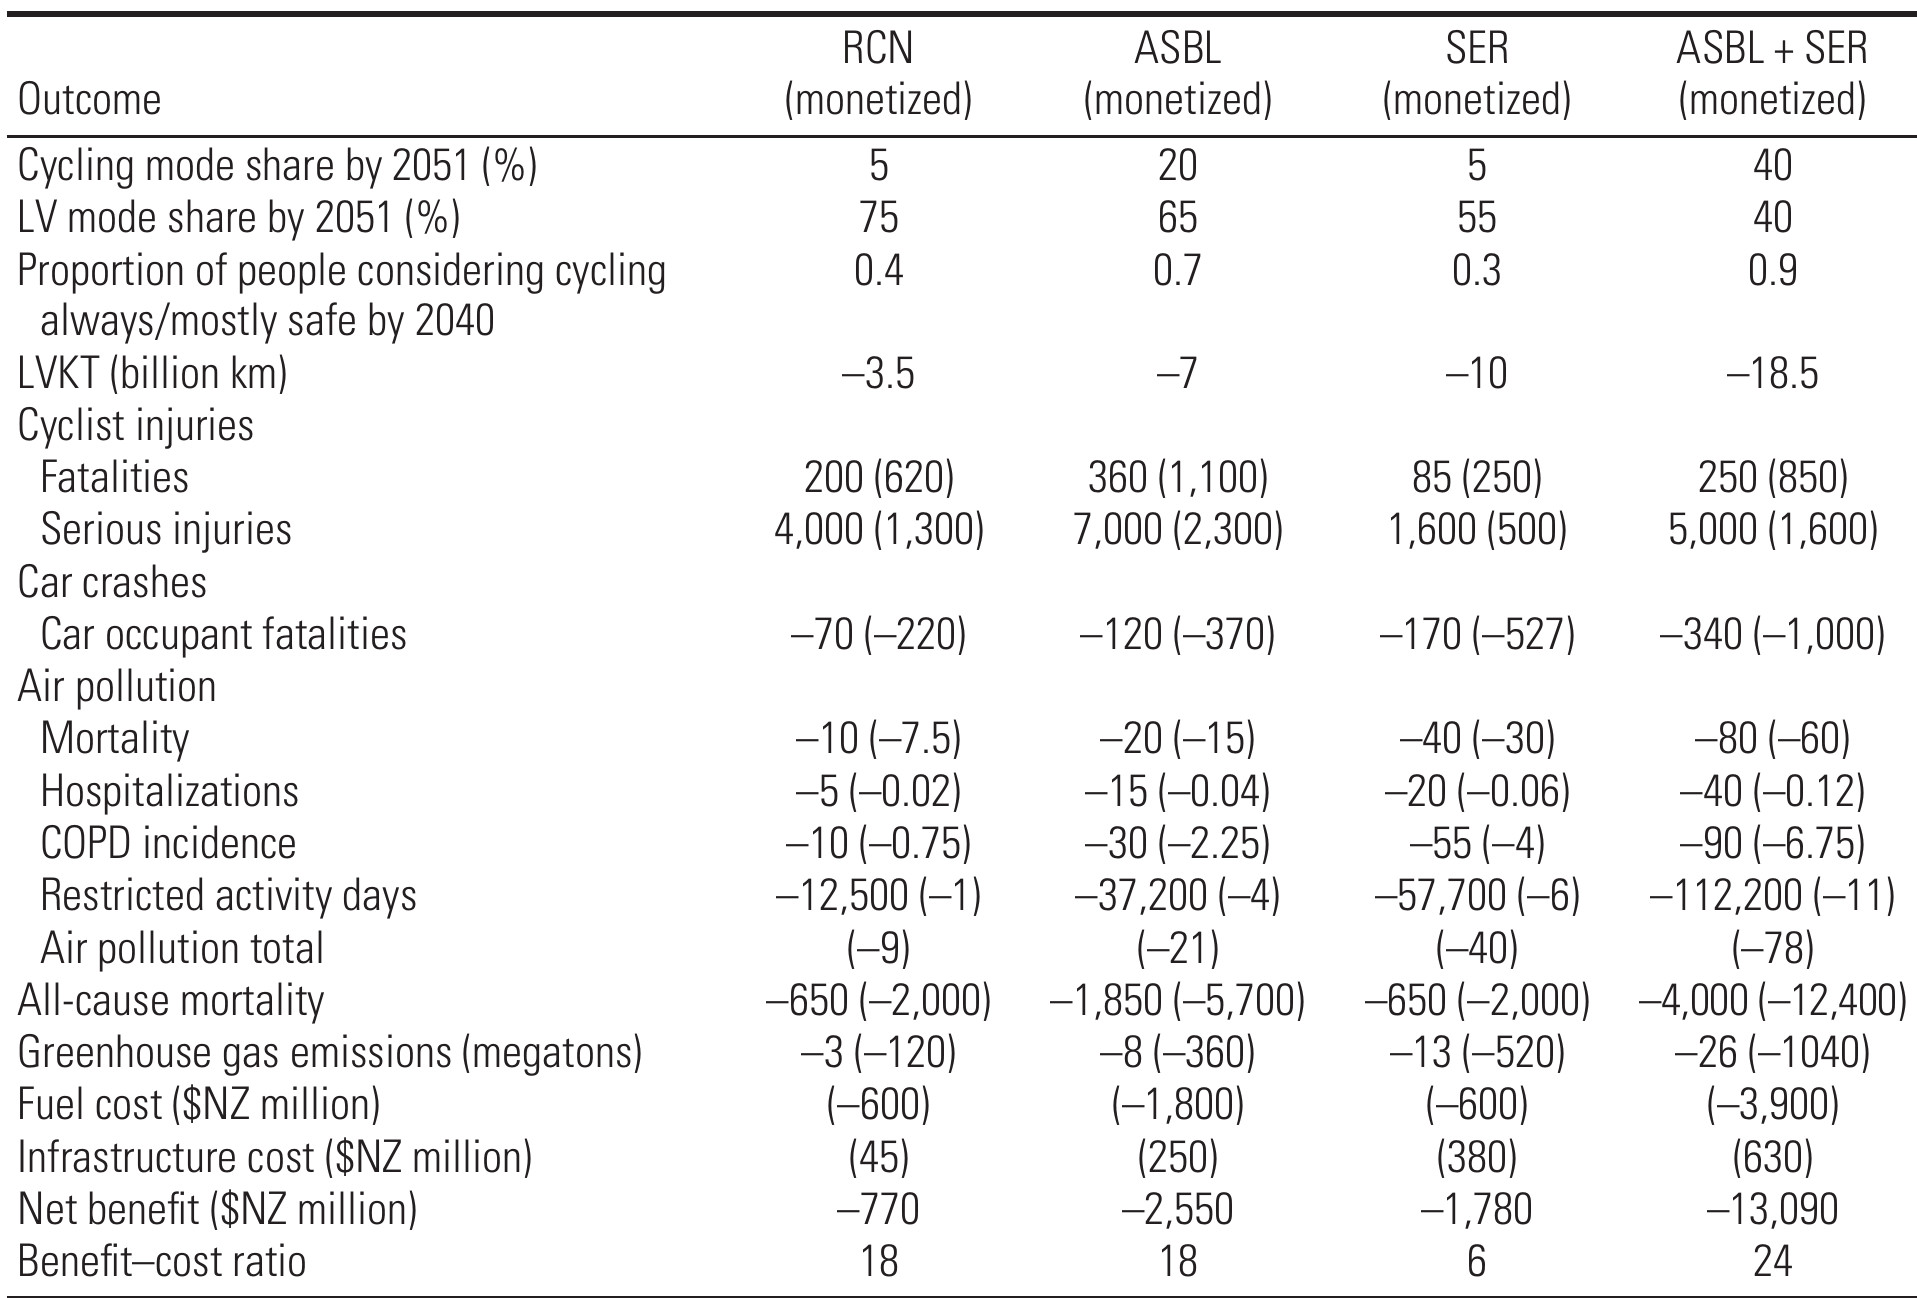 RCN ASBL SER ASBL + SER
Outcome (monetized) (monetized) (monetized) (monetized)
Cycling mode share by 2051 (%) 5 20 5 40
LV mode share by 2051 (%) 75 65 55 40
Proportion of people considering cycling 0.4 0.7 0.3 0.9
always/mostly safe by 2040
LVKT (billion km) –3.5 –7 –10 –18.5
Cyclist injuries
Fatalities 200 (620) 360 (1,100) 85 (250) 250 (850)
Serious injuries 4,000 (1,300) 7,000 (2,300) 1,600 (500) 5,000 (1,600)
Car crashes
Car occupant fatalities –70 (–220) –120 (–370) –170 (–527) –340 (–1,000)
Air pollution
Mortality –10 (–7.5) –20 (–15) –40 (–30) –80 (–60)
Hospitalizations –5 (–0.02) –15 (–0.04) –20 (–0.06) –40 (–0.12)
COPD incidence –10 (–0.75) –30 (–2.25) –55 (–4) –90 (–6.75)
Restricted activity days –12,500 (–1) –37,200 (–4) –57,700 (–6) –112,200 (–11)
Air pollution total (–9) (–21) (–40) (–78)
All-cause mortality –650 (–2,000) –1,850 (–5,700) –650 (–2,000) –4,000 (–12,400)
Greenhouse gas emissions (megatons) –3 (–120) –8 (–360) –13 (–520) –26 (–1040)
Fuel cost ($NZ million) (–600) (–1,800) (–600) (–3,900)
Infrastructure cost ($NZ million) (45) (250) (380) (630)
Net benefit ($NZ million) –770 –2,550 –1,780 –13,090
Benefit–cost ratio 18 18 6 24